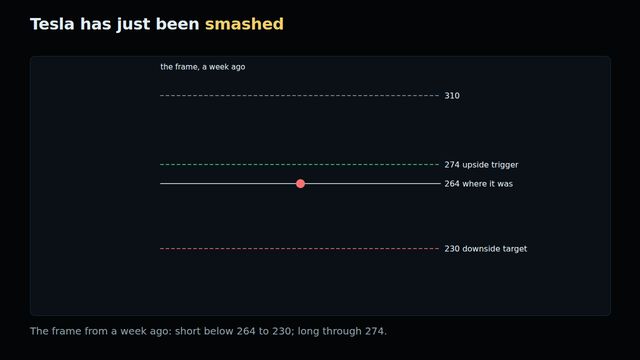 Tesla has just been smashed
the frame, a week ago
310
274 upside trigger
264 where it was
230 downside target
The frame from a week ago: short below 264 to 230; long through 274.